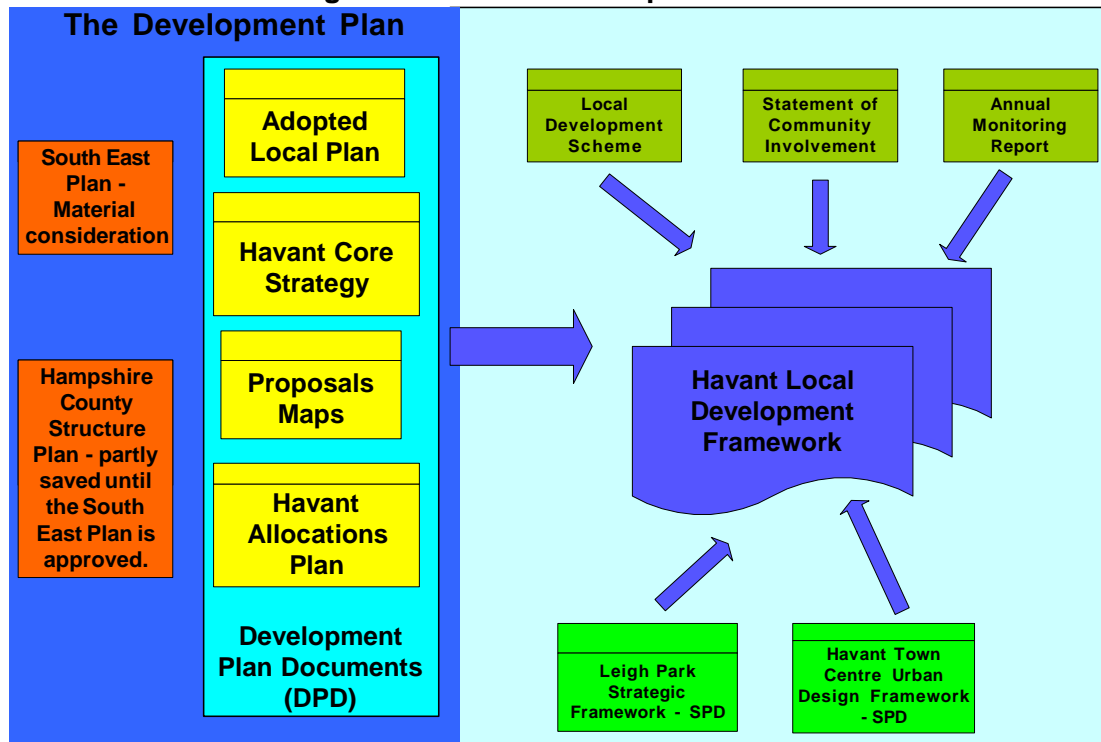 The Development Plan
South East
Plan -
Material
consideration
Hampshire
County
Structure
Plan - partly
saved until
the South
East Plan is
approved.
Adopted
Local Plan
Havant Core
Strategy
Proposals
Maps
Havant
Allocations
Plan
Development
Plan Documents
(DPD)
Local
Development
Scheme
Statement of
Community
Involvement
Annual
Monitoring
Report
Havant Local
Development
Framework
Leigh Park
Strategic
Framework - SPD
Havant Town
Centre Urban
Design Framework
- SPD